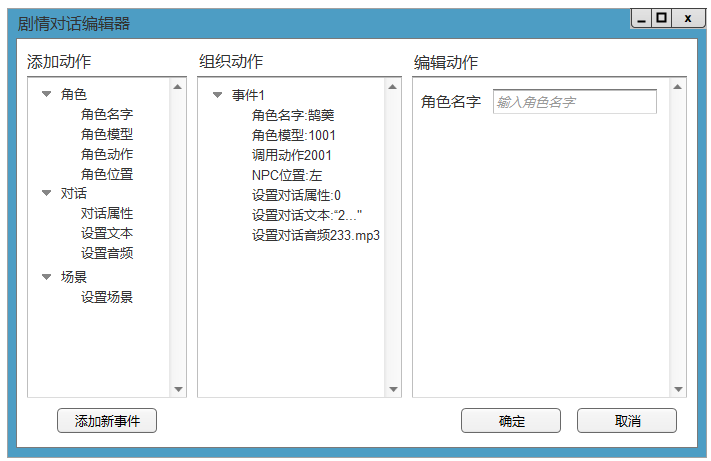 剧情对话编辑器
添加动作
角色
角色名字
角色模型
角色动作
角色位置
对话
对话属性
设置文本
设置音频
场景
设置场景
添加新事件
组织动作
事件1
角色名字:鹄羮
角色模型:1001
调用动作2001
NPC位置:左
设置对话属性:0
设置对话文本:“2..."
设置对话音频233.mp3
编辑动作
角色名字
输入角色名字
确定
取消